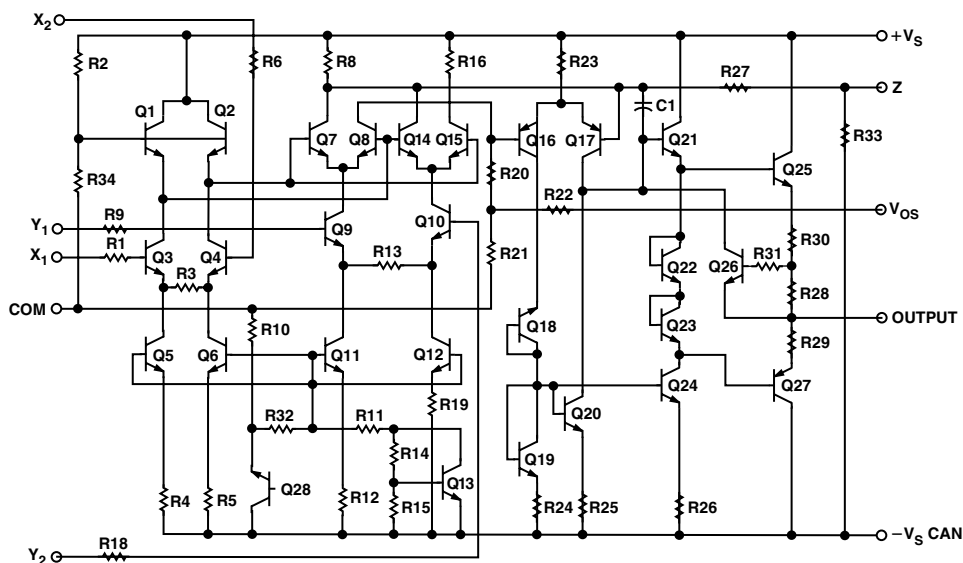 X2
+VS
R2
R6
R8
R16
R23
R27
Z
C1
Q1
Q2
Q7
Q8
Q14
Q15
Q16
Q17
Q21
R33
Q25
R34
R20
R22
VOS
Y1
R9
Q9
Q10
R1
X1
Q3
Q4
R13
R21
R30
Q22
Q26
R31
R3
R28
COM
R10
Q18
Q23
OUTPUT
R29
Q5
Q6
Q11
Q12
Q24
Q27
R19
Q20
R32
R11
R14
Q19
Q28
Q13
R4
R5
R12
R15
R24
R25
R26
–VS CAN
R18
Y2